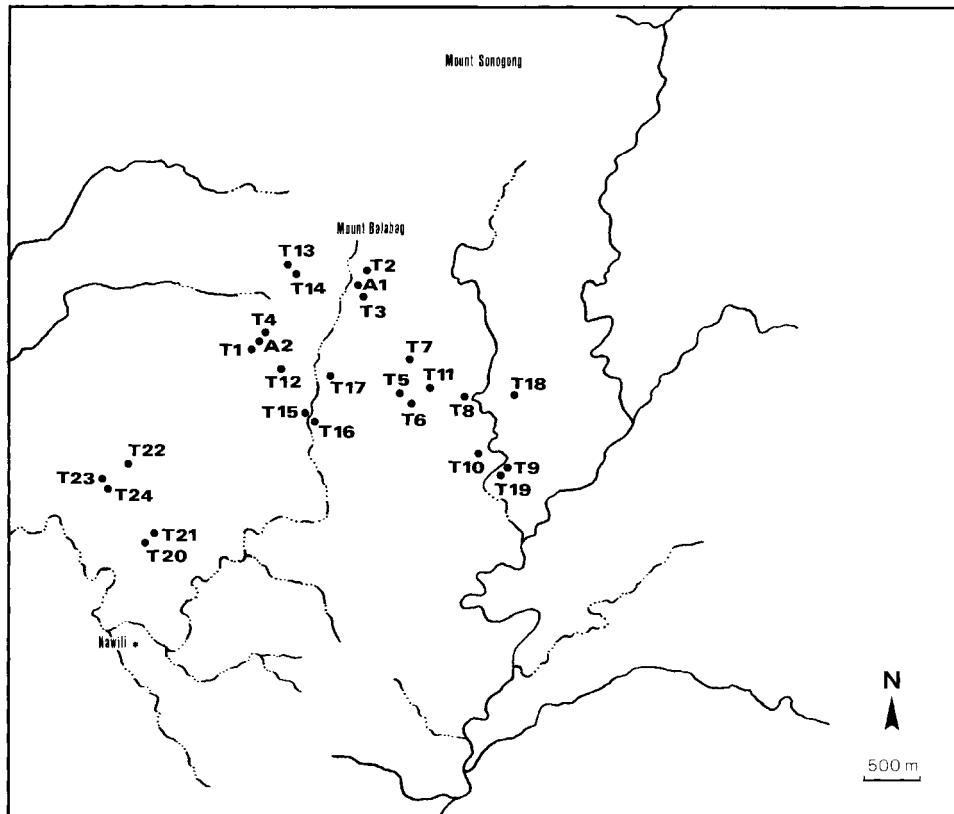 Mount Sonogong
Mount Balabag
T13
T2
T14
A1
T3
T4
T1
A2
T7
T12
T17
T5
T11
T18
T6
T8
T15
T16
T22
T10
T9
T23
T19
T24
T21
T20
Nawili
N
500 m